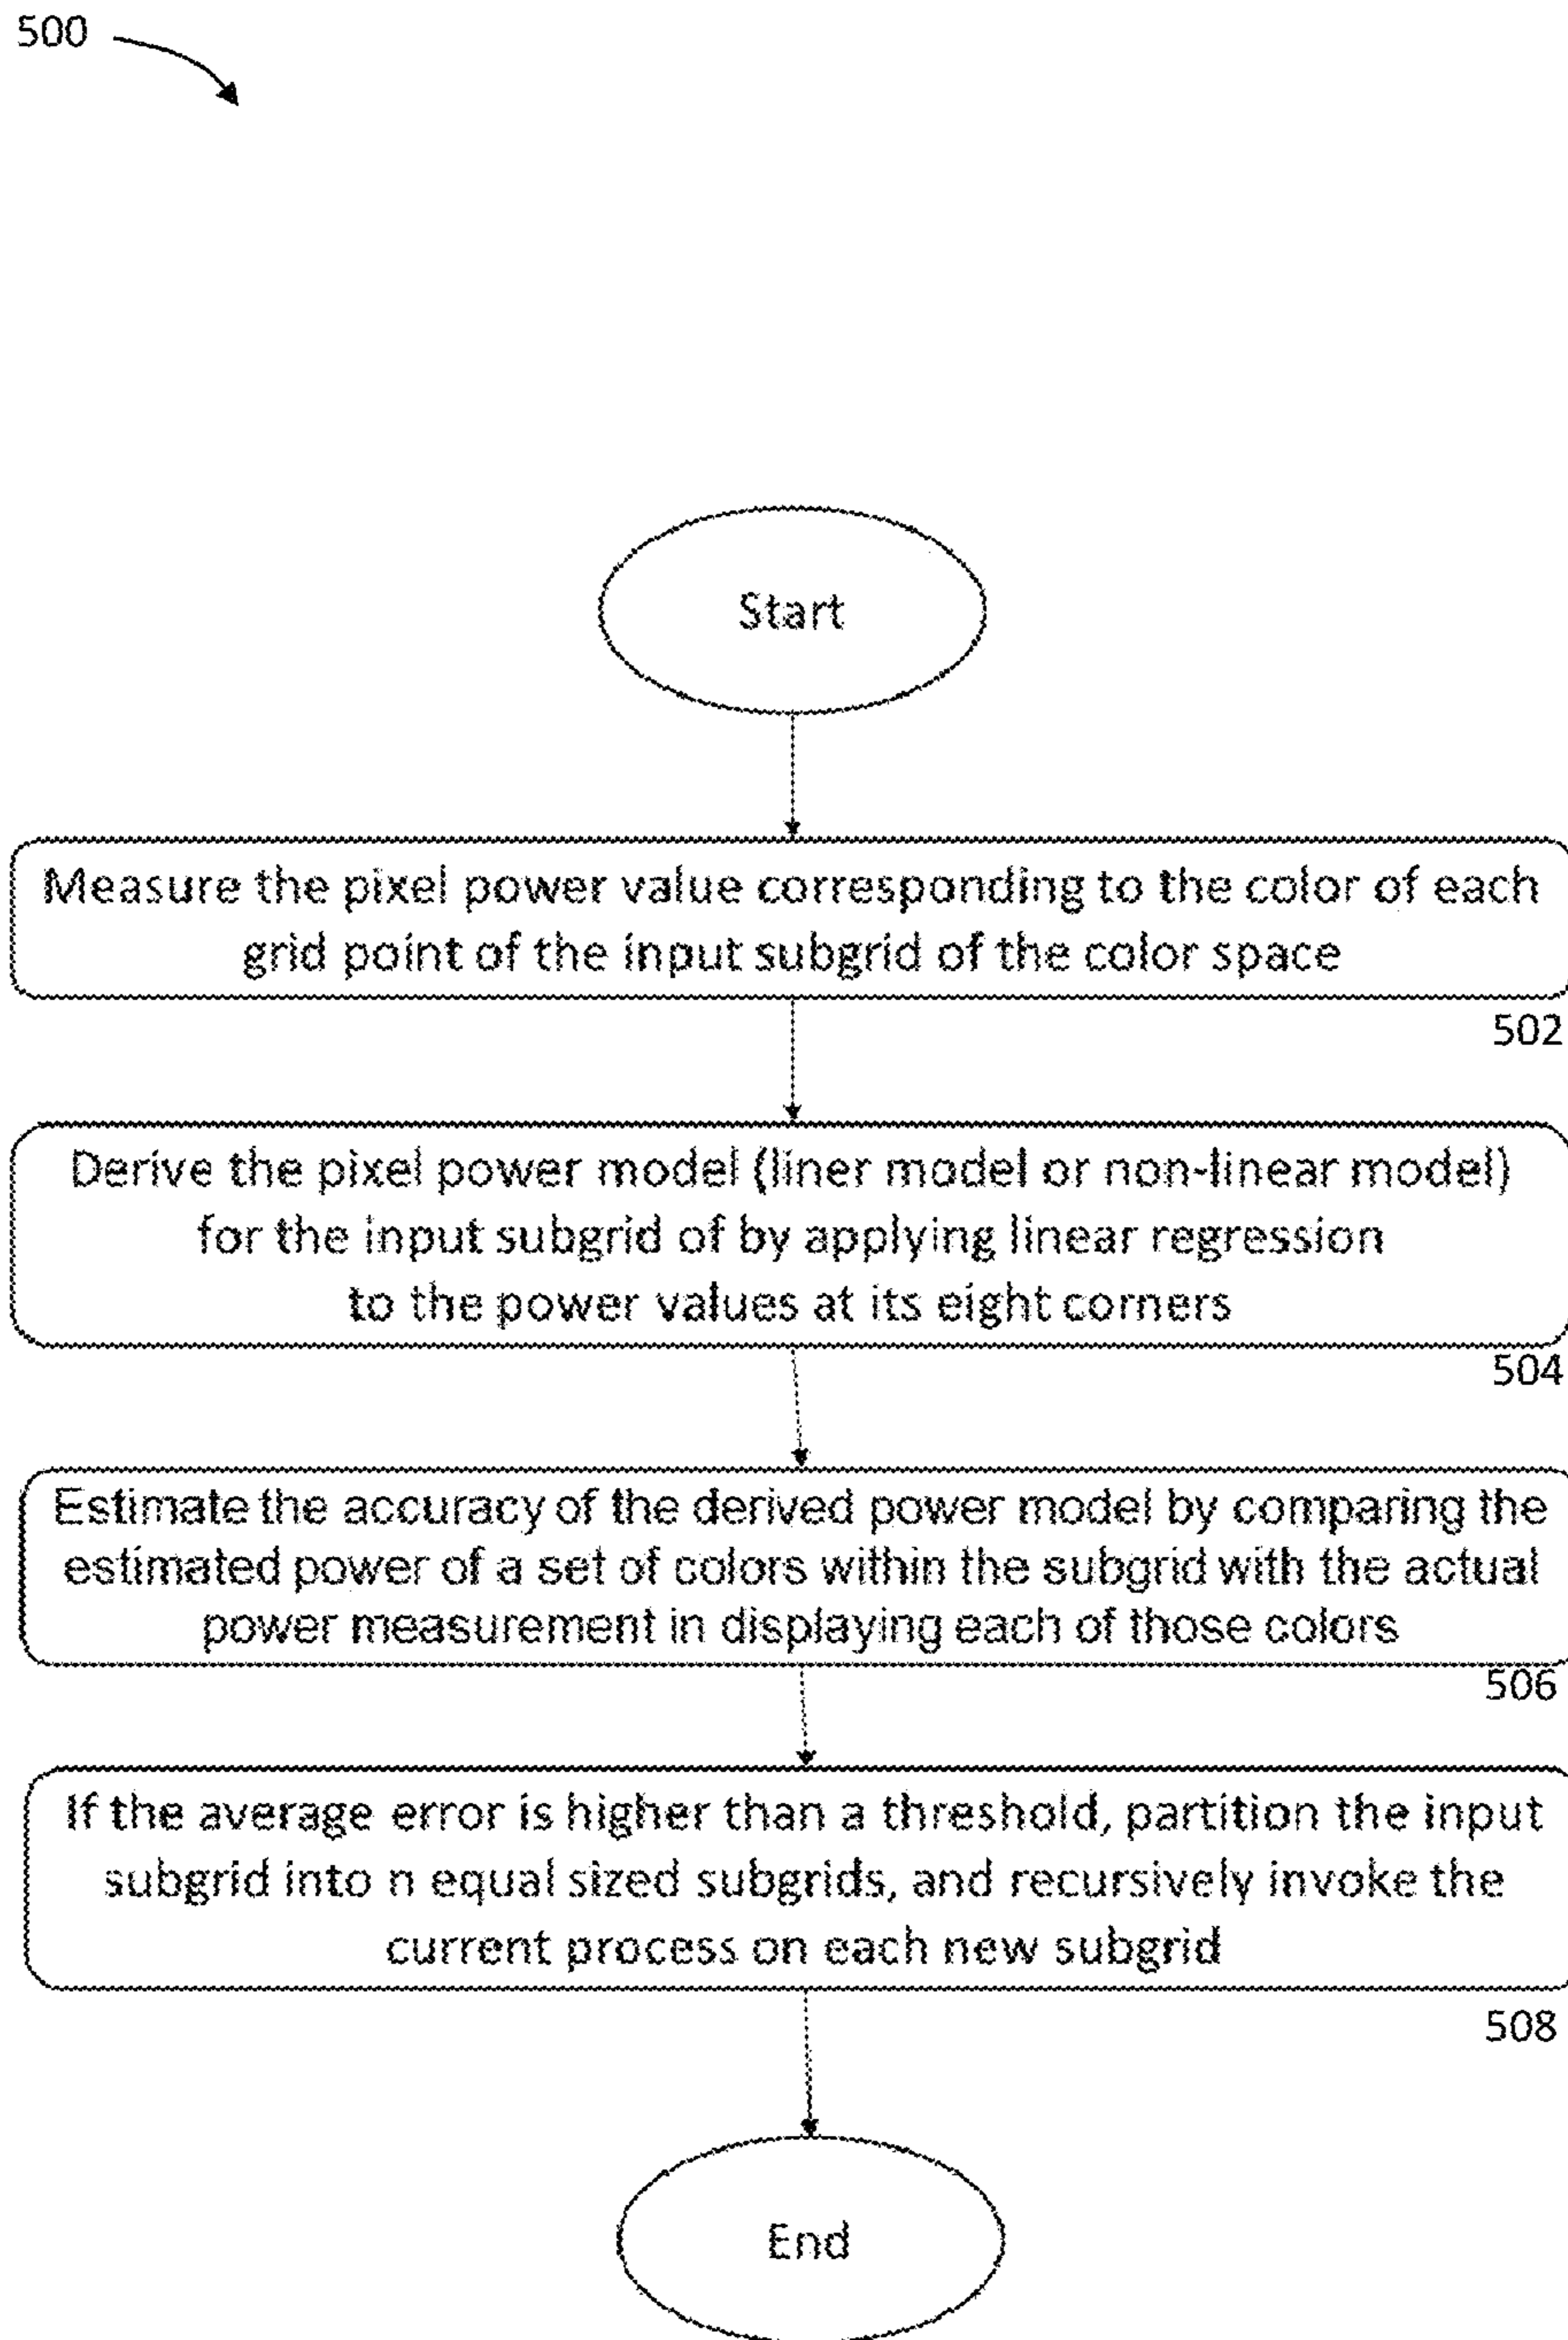 500
Start
Measure the pixel power value corresponding to the color of each
grid point of the input subgrid of the color space
502
Derive the pixel power model (liner model or non-linear model)
for the input subgrid of by applying linear regression
to the power values at its eight corners
504
Estimate the accuracy of the derived power model by comparing the
estimated power of a set of colors within the subgrid with the actual
power measurement in displaying each of those colors
506
If the average error is higher than a threshold, partition the input
subgrid into n equal sized subgrids, and recursively invoke the
current process on each new subgrid
508
End